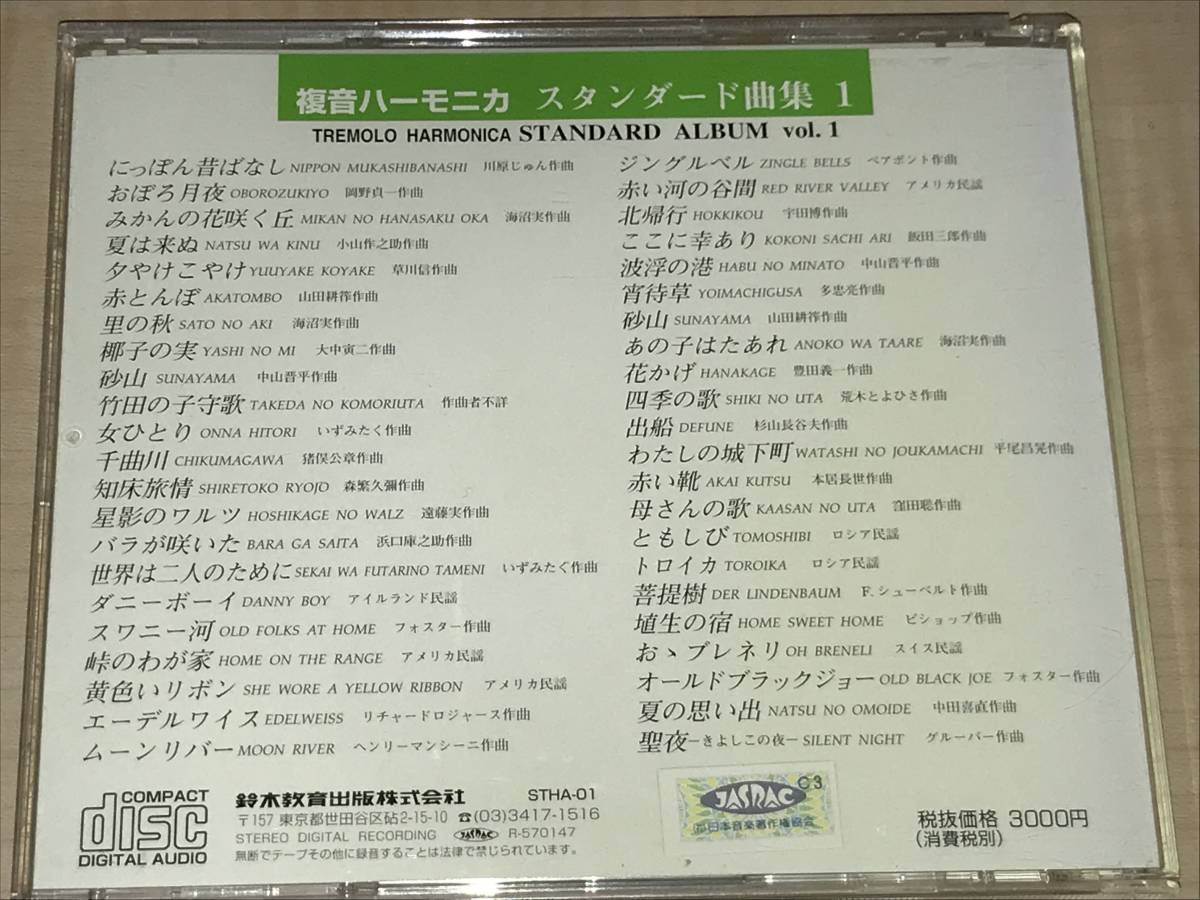 複音ハーモニカ スタンダード曲集 1
TREMOLO HARMONICA STANDARD ALBUM vol. 1
にっぽん昔ばなし NIPPON MUKASHIBANASHI 川原じゅん作曲
おぼろ月夜 OBOROZUKIYO 岡野貞一作曲
みかんの花咲く丘 MIKAN NO HANASAKU OKA 海沼実作曲
夏は来ぬ NATSU WA KINU 小山作之助作曲
夕やけこやけ YUUYAKE KOYAKE 草川信作曲
赤とんぼ AKATOMBO 山田耕筰作曲
里の秋 SATO NO AKI 海沼実作曲
椰子の実 YASHI NO MI 大中寅二作曲
砂山 SUNAYAMA 中山晋平作曲
竹田の子守歌 TAKEDA NO KOMORIUTA 作曲者不詳
女ひとり ONNA HITORI いずみたく作曲
千曲川 CHIKUMAGAWA 猪俣公章作曲
知床旅情 SHIRETOKO RYOJO 森繁久彌作曲
星影のワルツ HOSHIKAGE NO WALZ 遠藤実作曲
バラが咲いた BARA GA SAITA 浜口庫之助作曲
世界は二人のために SEKAI WA FUTARINO TAMENI いずみたく作曲
ダニーボーイ DANNY BOY アイルランド民謡
スワニー河 OLD FOLKS AT HOME フォスター作曲
峠のわが家 HOME ON THE RANGE アメリカ民謡
黄色いリボン SHE WORE A YELLOW RIBBON アメリカ民謡
エーデルワイス EDELWEISS リチャードロジャース作曲
ムーンリバー MOON RIVER ヘンリーマンシーニ作曲
ジングルベル ZINGLE BELLS ペアポント作曲
赤い河の谷間 RED RIVER VALLEY アメリカ民謡
北帰行 HOKKIKOU 宇田博作曲
ここに幸あり KOKONI SACHI ARI 飯田三郎作曲
波浮の港 HABU NO MINATO 中山晋平作曲
宵待草 YOIMACHIGUSA 多忠亮作曲
砂山 SUNAYAMA 山田耕筰作曲
あの子はたあれ ANOKO WA TAARE 海沼実作曲
花かげ HANAKAGE 豊田義一作曲
四季の歌 SHIKI NO UTA 荒木とよひさ作曲
出船 DEFUNE 杉山長谷夫作曲
わたしの城下町 WATASHI NO JOUKAMACHI 平尾昌晃作曲
赤い靴 AKAI KUTSU 本居長世作曲
母さんの歌 KAASAN NO UTA 窪田聡作曲
ともしび TOMOSHIBI ロシア民謡
トロイカ TOROIKA ロシア民謡
菩提樹 DER LINDENBAUM F.シューベルト作曲
埴生の宿 HOME SWEET HOME ビショップ作曲
おゝブレネリ OH BRENELI スイス民謡
オールドブラックジョー OLD BLACK JOE フォスター作曲
夏の思い出 NATSU NO OMOIDE 中田喜直作曲
聖夜－きよしこの夜－ SILENT NIGHT グルーバー作曲
COMPACT
disc
DIGITAL AUDIO
鈴木教育出版株式会社 STHA-01
〒157 東京都世田谷区砧2-15-10 ☎(03)3417-1516
STEREO DIGITAL RECORDING JASRAC R-570147
無断でテープその他に録音することは法律で禁じられています。
C3
JASRAC
㈳日本音楽著作権協会
税抜価格 3000円
(消費税別)